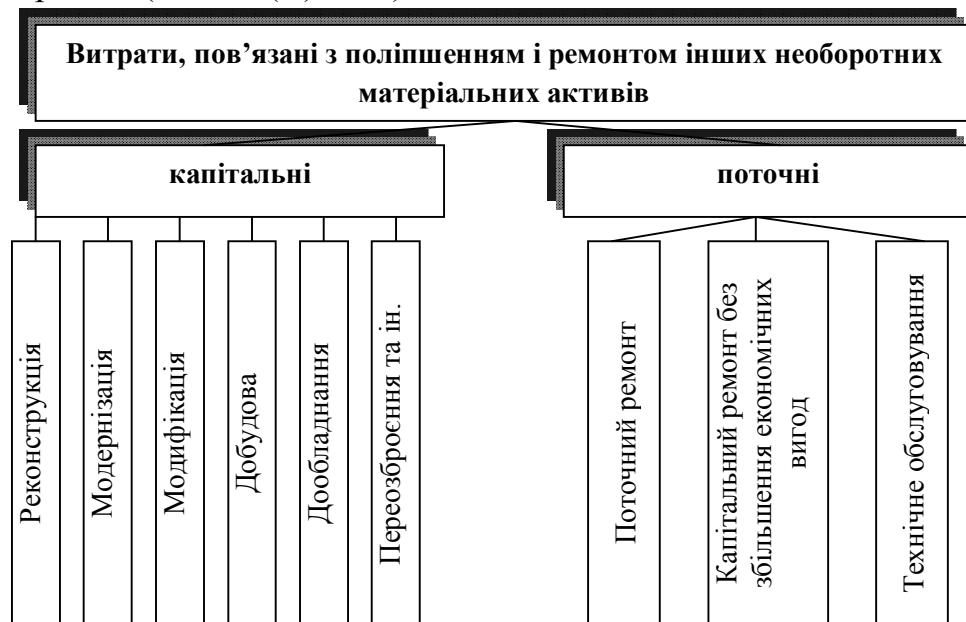 Витрати, пов’язані з поліпшенням і ремонтом інших необоротних
матеріальних активів
капітальні
поточні
Реконструкція
Модернізація
Модифікація
Добудова
Дообладнання
Переозброєння та ін.
Поточний ремонт
Капітальний ремонт без
збільшення економічних
вигод
Технічне обслуговування